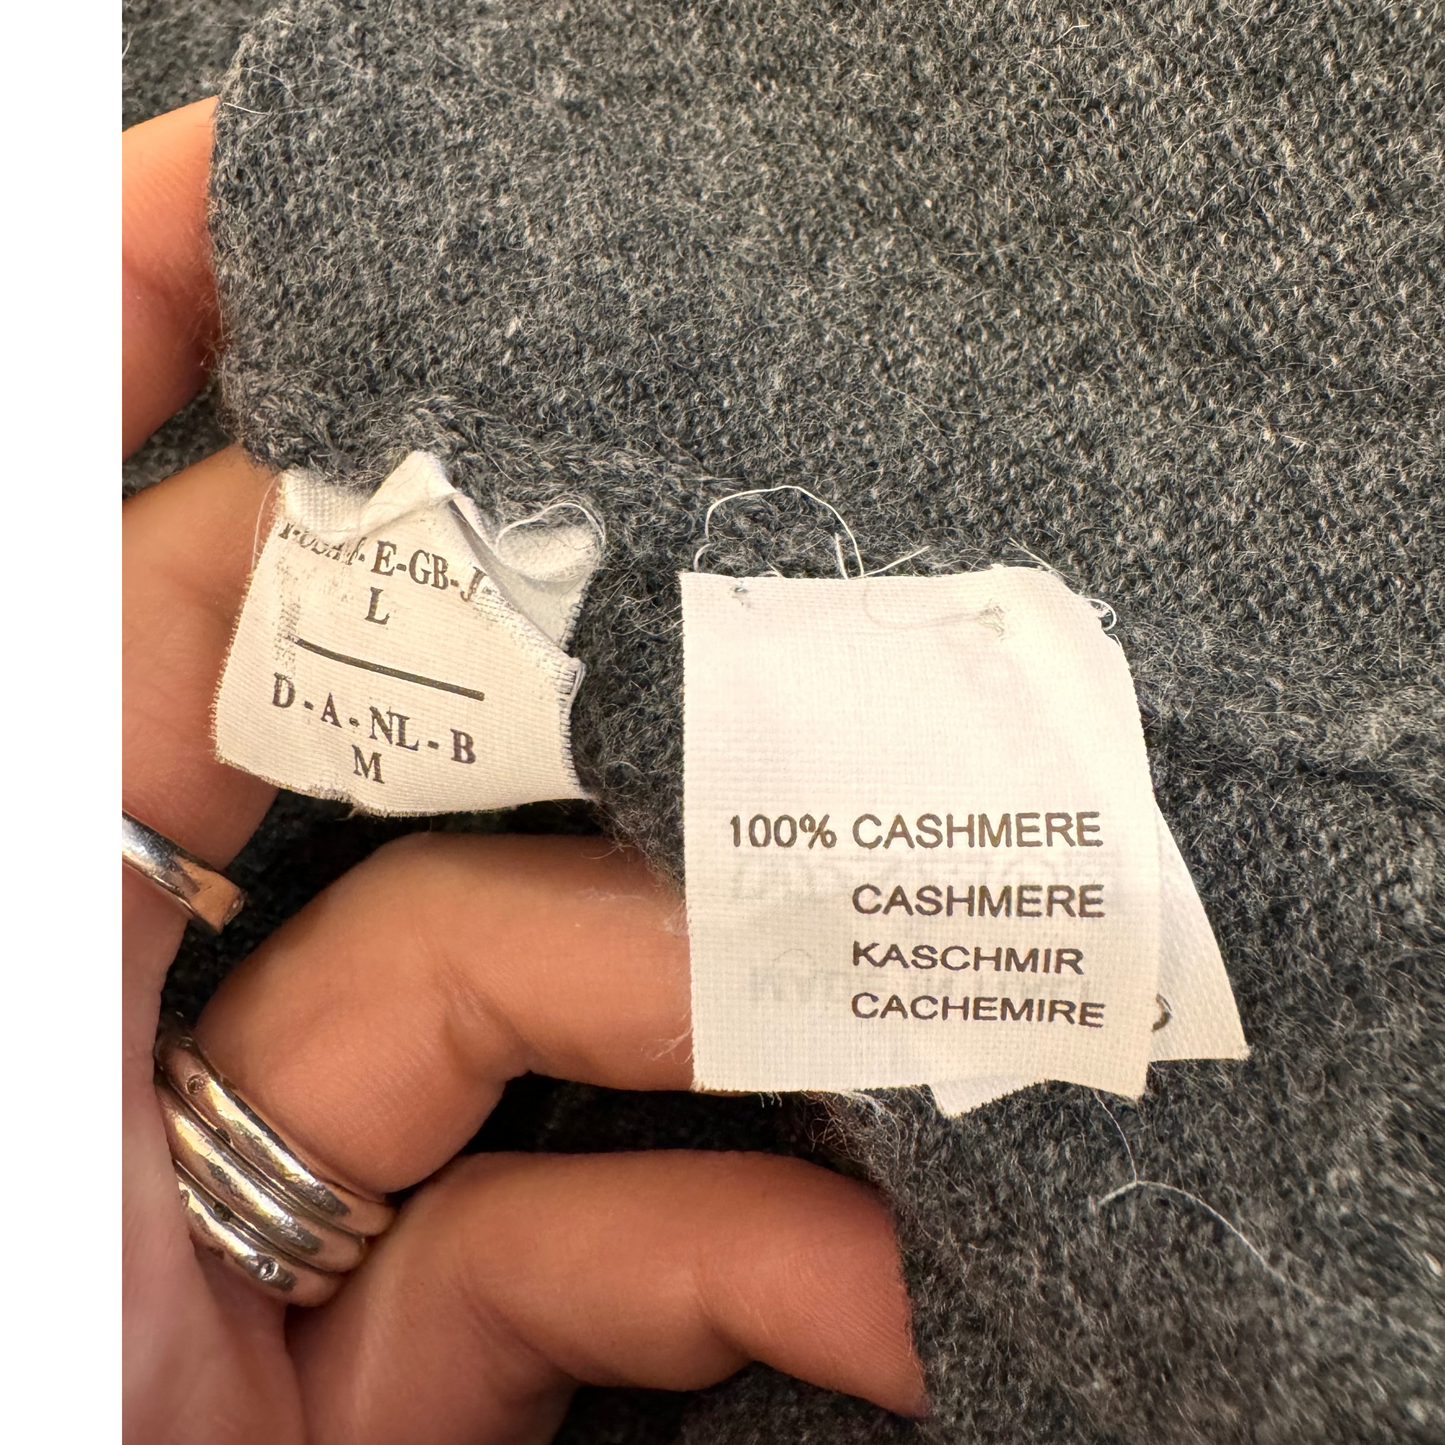 E-GB-J-
L
D - A - NL - B
M
100% CASHMERE
CASHMERE
KASCHMIR
CACHEMIRE